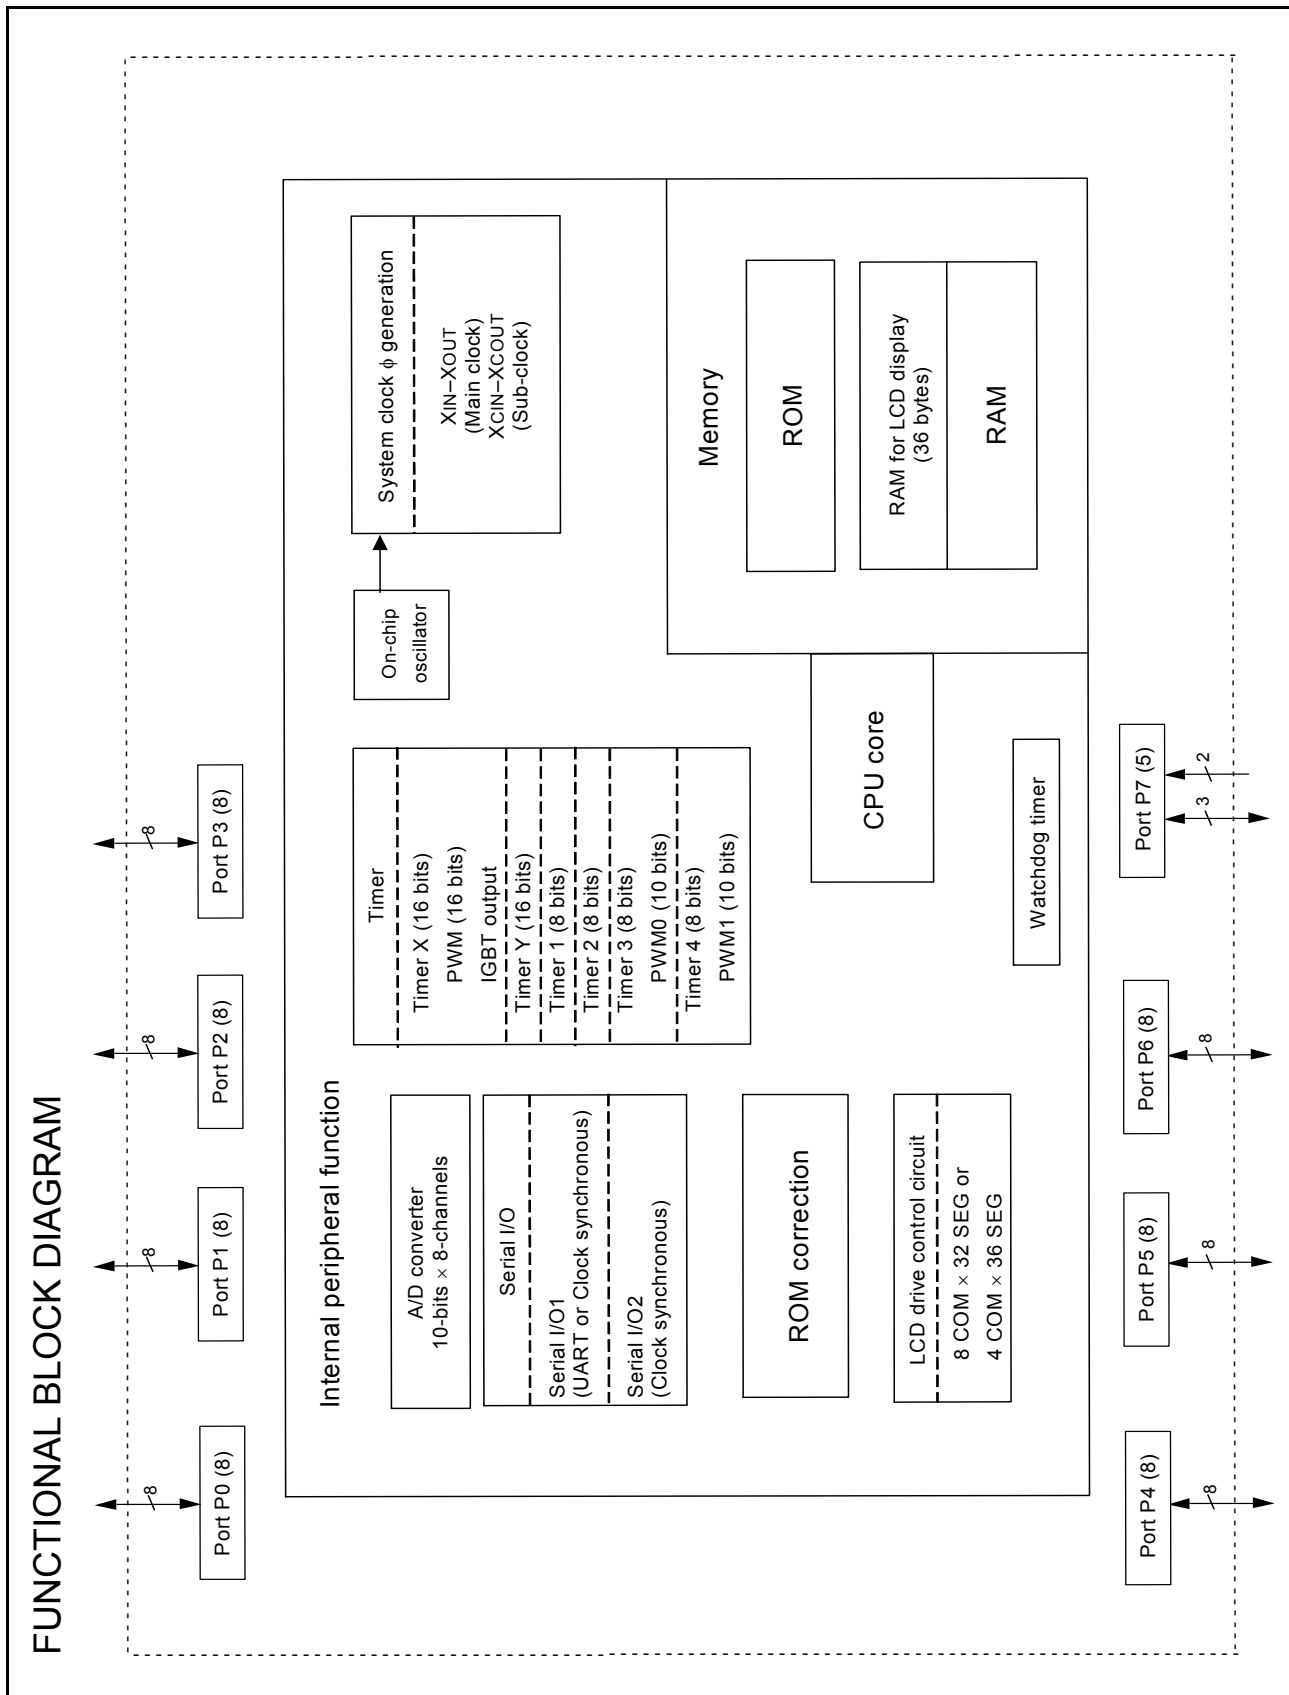 FUNCTIONAL BLOCK DIAGRAM
8
8
8
8
Port P0 (8)
Port P1 (8)
Port P2 (8)
Port P3 (8)
Internal peripheral function
A/D converter
10-bits × 8-channels
Serial I/O
Serial I/O1
(UART or Clock synchronous)
Serial I/O2
(Clock synchronous)
ROM correction
LCD drive control circuit
8 COM × 32 SEG or
4 COM × 36 SEG
Timer
Timer X (16 bits)
PWM (16 bits)
IGBT output
Timer Y (16 bits)
Timer 1 (8 bits)
Timer 2 (8 bits)
Timer 3 (8 bits)
PWM0 (10 bits)
Timer 4 (8 bits)
PWM1 (10 bits)
CPU core
Watchdog timer
On-chip
oscillator
System clock ϕ generation
XIN–XOUT
(Main clock)
XCIN–XCOUT
(Sub-clock)
Memory
ROM
RAM for LCD display
(36 bytes)
RAM
Port P4 (8)
Port P5 (8)
Port P6 (8)
Port P7 (5)
8
8
8
3
2